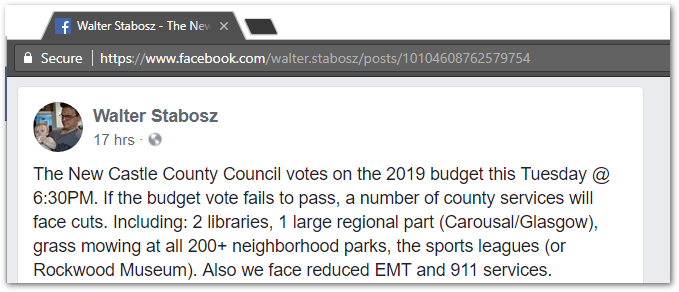 Walter Stabosz - The New
Secure | https://www.facebook.com/walter.stabosz/posts/10104608762579754
Walter Stabosz
17 hrs ·
The New Castle County Council votes on the 2019 budget this Tuesday @
6:30PM. If the budget vote fails to pass, a number of county services will
face cuts. Including: 2 libraries, 1 large regional part (Carousal/Glasgow),
grass mowing at all 200+ neighborhood parks, the sports leagues (or
Rockwood Museum). Also we face reduced EMT and 911 services.